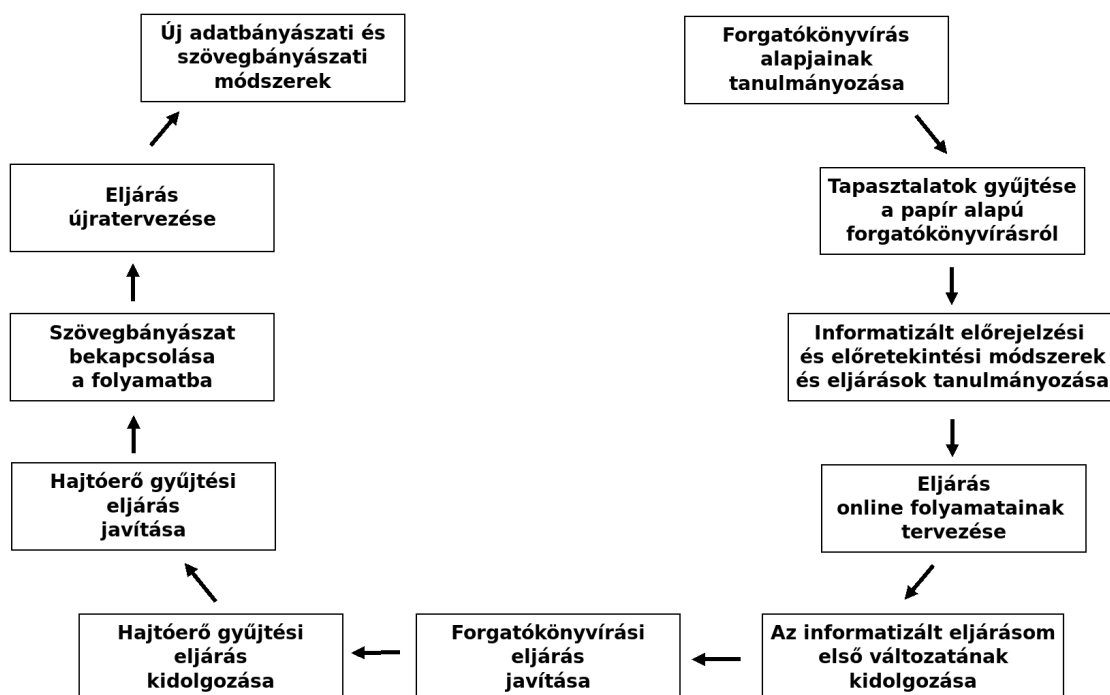 Forgatókönyvírás
alapjainak
tanulmányozása
Tapasztalatok gyűjtése
a papír alapú
forgatókönyvírásról
Informatizált előrejelzési
és előretekintési módszerek
és eljárások tanulmányozása
Eljárás
online folyamatainak
tervezése
Az informatizált eljárásom
első változatának
kidolgozása
Forgatókönyvírási
eljárás
javítása
Hajtóerő gyűjtési
eljárás
kidolgozása
Hajtóerő gyűjtési
eljárás
javítása
Szövegbányászat
bekapcsolása
a folyamatba
Eljárás
újratervezése
Új adatbányászati és
szövegbányászati
módszerek